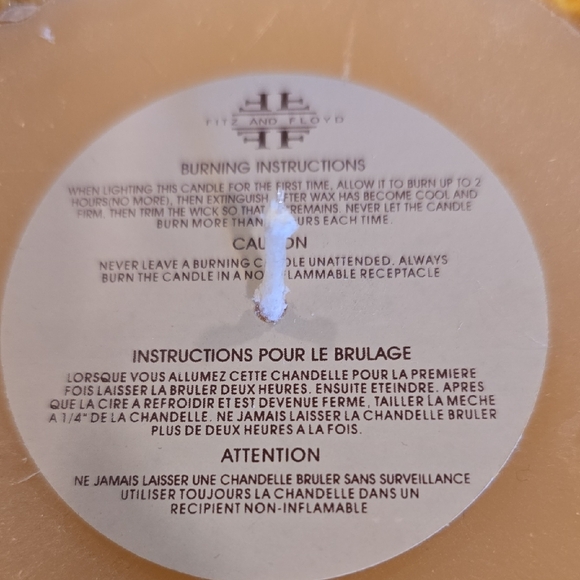 FITZ AND FLOYD
BURNING INSTRUCTIONS
WHEN LIGHTING THIS CANDLE FOR THE FIRST TIME, ALLOW IT TO BURN UP TO 2
HOURS(NO MORE), THEN EXTINGUISH AFTER WAX HAS BECOME COOL AND
FIRM, THEN TRIM THE WICK SO THAT REMAINS. NEVER LET THE CANDLE
BURN MORE THAN HOURS EACH TIME.
CAUTION
NEVER LEAVE A BURNING CANDLE UNATTENDED. ALWAYS
BURN THE CANDLE IN A NON FLAMMABLE RECEPTACLE
INSTRUCTIONS POUR LE BRULAGE
LORSQUE VOUS ALLUMEZ CETTE CHANDELLE POUR LA PREMIERE
FOIS LAISSER LA BRULER DEUX HEURES. ENSUITE ETEINDRE. APRES
QUE LA CIRE A REFROIDIR ET EST DEVENUE FERME, TAILLER LA MECHE
A 1/4" DE LA CHANDELLE. NE JAMAIS LAISSER LA CHANDELLE BRULER
PLUS DE DEUX HEURES A LA FOIS.
ATTENTION
NE JAMAIS LAISSER UNE CHANDELLE BRULER SANS SURVEILLANCE
UTILISER TOUJOURS LA CHANDELLE DANS UN
RECIPIENT NON-INFLAMABLE